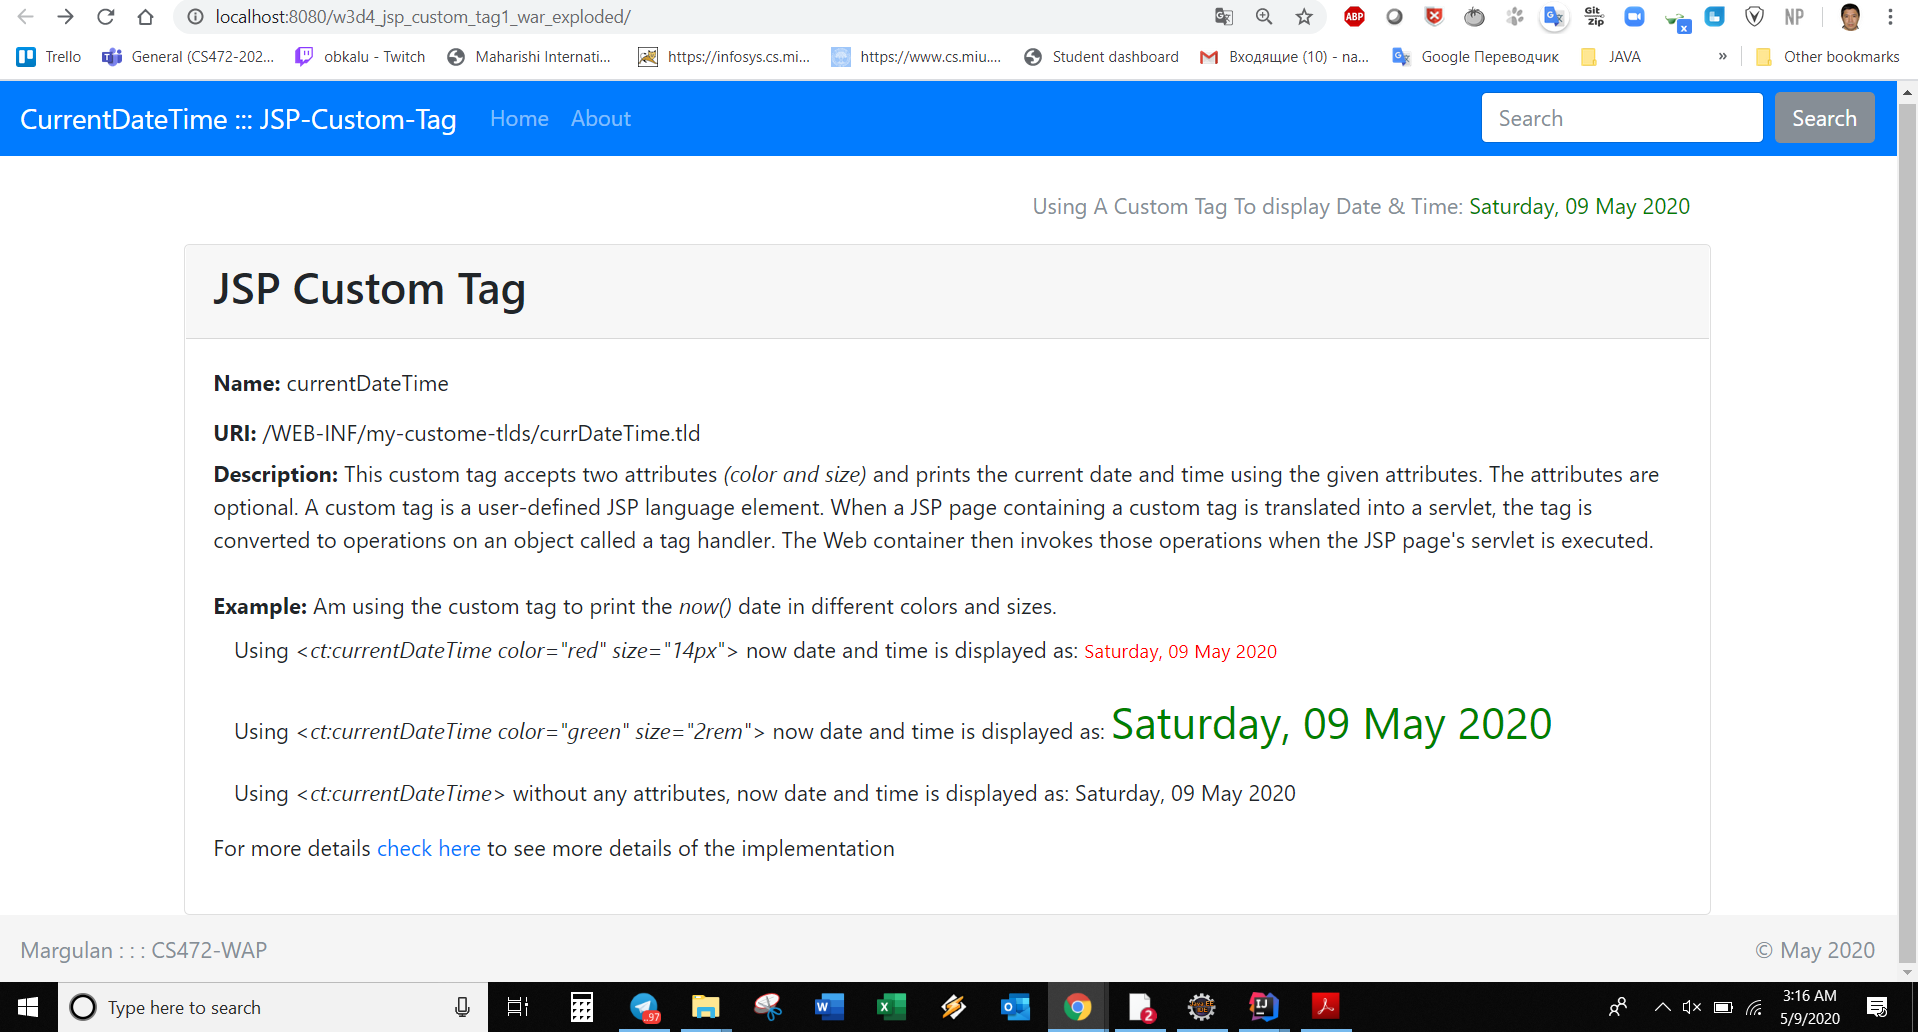 localhost:8080/w3d4_jsp_custom_tag1_war_exploded/
ABP
Git
Zip
NP
Trello
General (CS472-202...
obkalu - Twitch
Maharishi Internati...
https://infosys.cs.mi...
https://www.cs.miu....
Student dashboard
Входящие (10) - na...
Google Переводчик
JAVA
»
Other bookmarks
CurrentDateTime ::: JSP-Custom-Tag
Home
About
Search
Search
Using A Custom Tag To display Date & Time: Saturday, 09 May 2020
JSP Custom Tag
Name: currentDateTime
URI: /WEB-INF/my-custome-tlds/currDateTime.tld
Description: This custom tag accepts two attributes (color and size) and prints the current date and time using the given attributes. The attributes are
optional. A custom tag is a user-defined JSP language element. When a JSP page containing a custom tag is translated into a servlet, the tag is
converted to operations on an object called a tag handler. The Web container then invokes those operations when the JSP page's servlet is executed.
Example: Am using the custom tag to print the now() date in different colors and sizes.
Using <ct:currentDateTime color="red" size="14px"> now date and time is displayed as: Saturday, 09 May 2020
Using <ct:currentDateTime color="green" size="2rem"> now date and time is displayed as: Saturday, 09 May 2020
Using <ct:currentDateTime> without any attributes, now date and time is displayed as: Saturday, 09 May 2020
For more details check here to see more details of the implementation
Margulan : : : CS472-WAP
© May 2020
Type here to search
..97
2
3:16 AM
5/9/2020